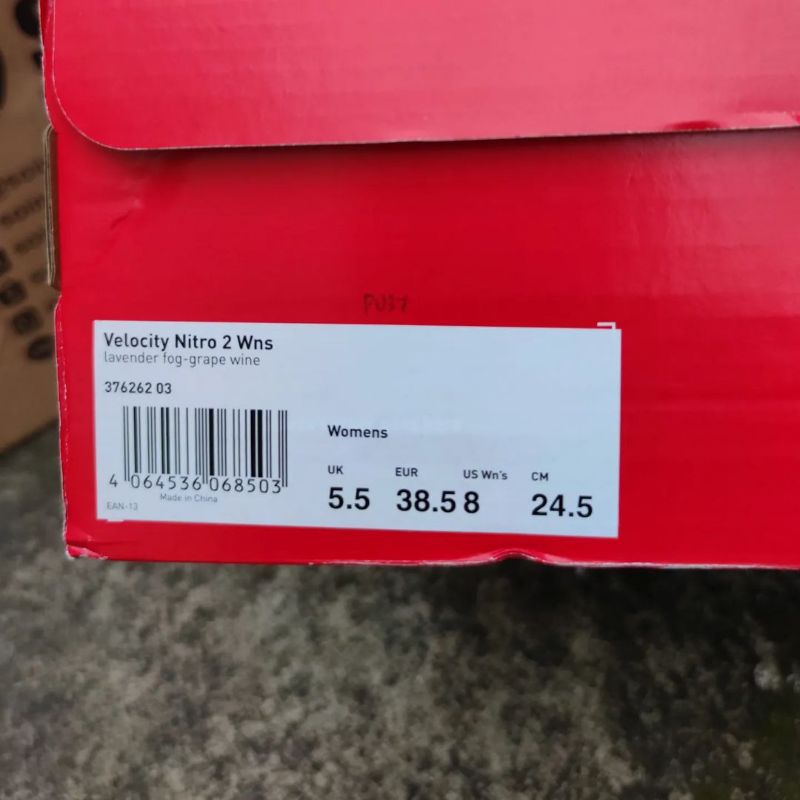 Velocity Nitro 2 Wns
lavender fog-grape wine
376262 03
4 064536 068503
Made in China
EAN-13
Womens
UK EUR US Wn's CM
5.5 38.5 8 24.5